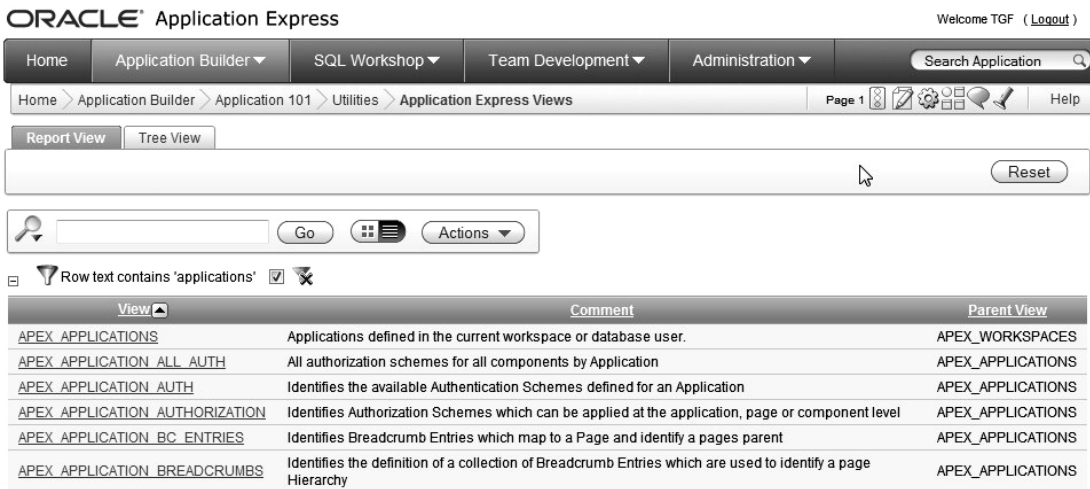 ORACLE Application Express
Welcome TGF ( Logout )
Home Application Builder SQL Workshop Team Development Administration Search Application
Home Application Builder Application 101 Utilities Application Express Views Page 1 Help
Report View Tree View
Reset
Go Actions
Row text contains 'applications'
View Comment Parent View
APEX_APPLICATIONS Applications defined in the current workspace or database user. APEX_WORKSPACES
APEX_APPLICATION_ALL_AUTH All authorization schemes for all components by Application APEX_APPLICATIONS
APEX_APPLICATION_AUTH Identifies the available Authentication Schemes defined for an Application APEX_APPLICATIONS
APEX_APPLICATION_AUTHORIZATION Identifies Authorization Schemes which can be applied at the application, page or component level APEX_APPLICATIONS
APEX_APPLICATION_BC_ENTRIES Identifies Breadcrumb Entries which map to a Page and identify a pages parent APEX_APPLICATIONS
APEX_APPLICATION_BREADCRUMBS Identifies the definition of a collection of Breadcrumb Entries which are used to identify a page APEX_APPLICATIONS
Hierarchy